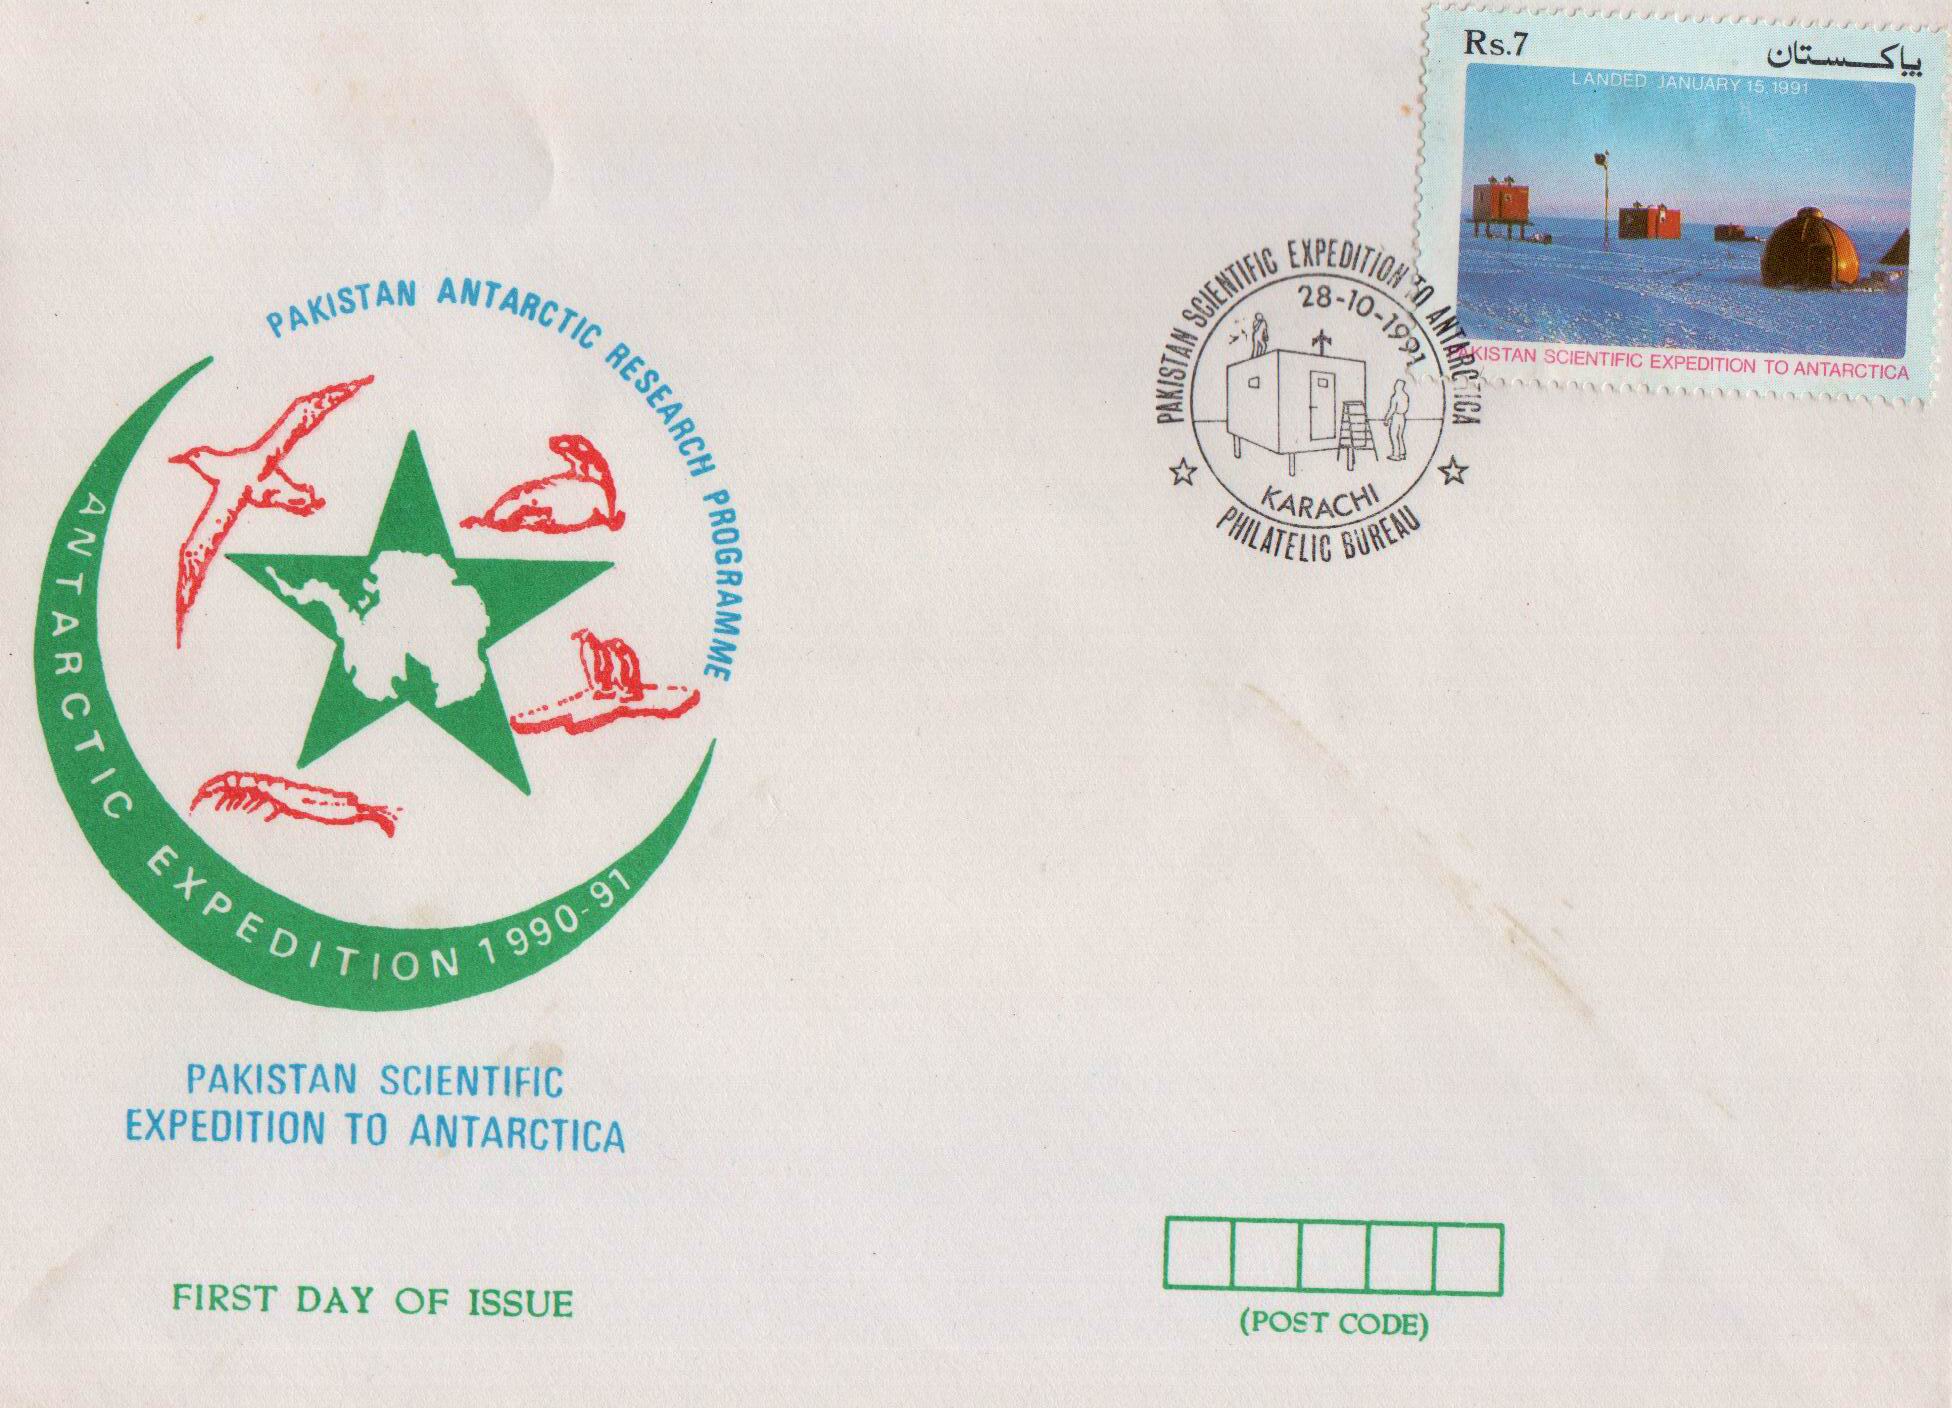 Rs.7 پاکستان
LANDED JANUARY 15, 1991
PAKISTAN SCIENTIFIC EXPEDITION TO ANTARCTICA
PAKISTAN SCIENTIFIC EXPEDITION TO ANTARCTICA
28-10-1991
KARACHI
PHILATELIC BUREAU
PAKISTAN ANTARCTIC RESEARCH PROGRAMME
ANTARCTIC EXPEDITION 1990-91
PAKISTAN SCIENTIFIC
EXPEDITION TO ANTARCTICA
FIRST DAY OF ISSUE
(POST CODE)